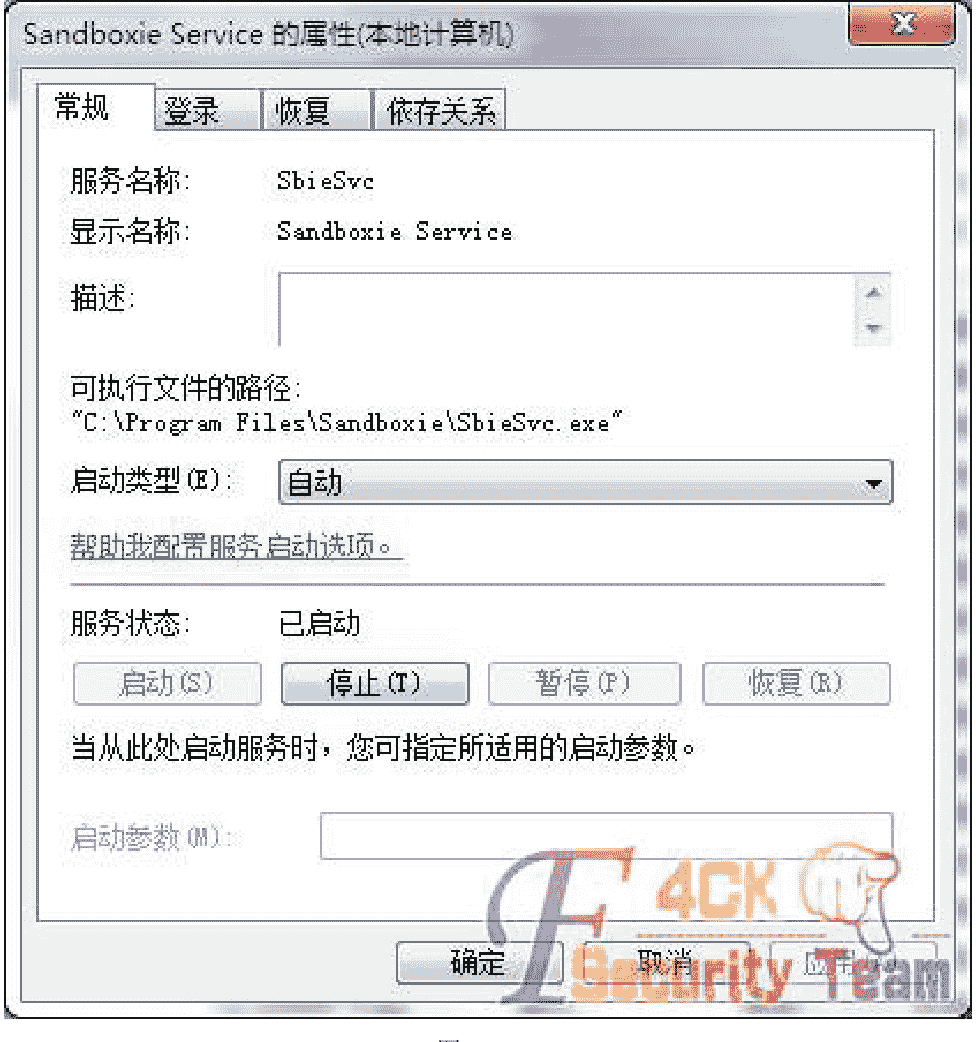 Sandboxie Service 的属性(本地计算机)
常规 登录 恢复 依存关系
服务名称: SbieSvc
显示名称: Sandboxie Service
描述:
可执行文件的路径:
"C:\Program Files\Sandboxie\SbieSvc.exe"
启动类型(E): 自动
帮助我配置服务启动选项。
服务状态: 已启动
启动(S) 停止(T) 暂停(P) 恢复(R)
当从此处启动服务时，您可指定所适用的启动参数。
启动参数(M):
F4CK
确定 取消
Security Team